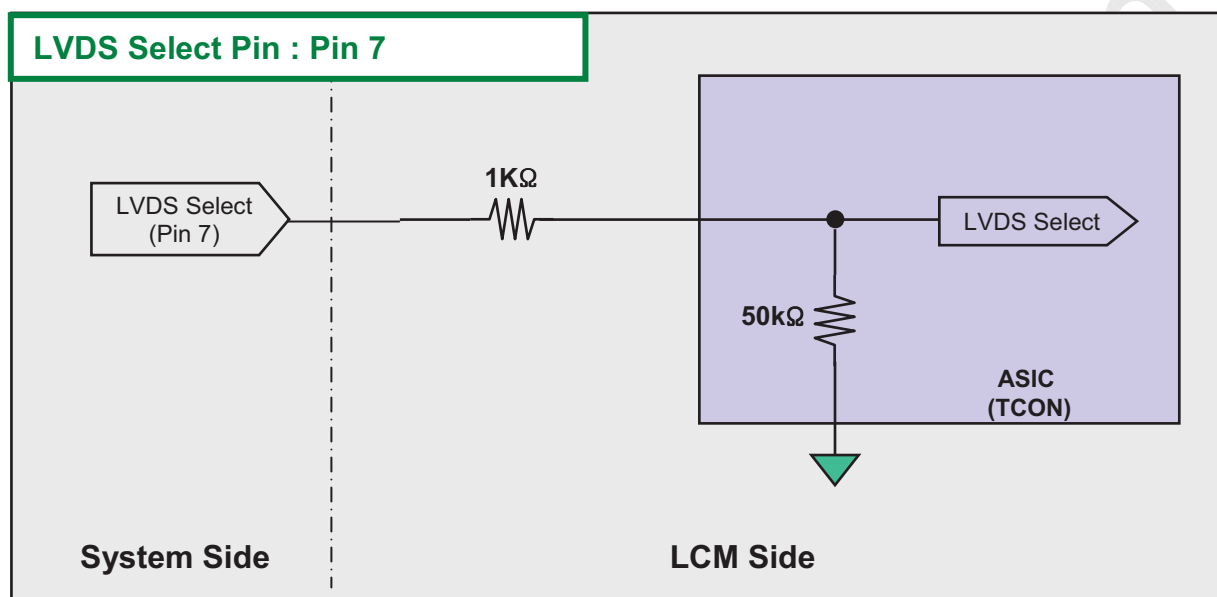 LVDS Select Pin : Pin 7
LVDS Select
(Pin 7)
1KΩ
LVDS Select
50kΩ
ASIC
(TCON)
System Side
LCM Side